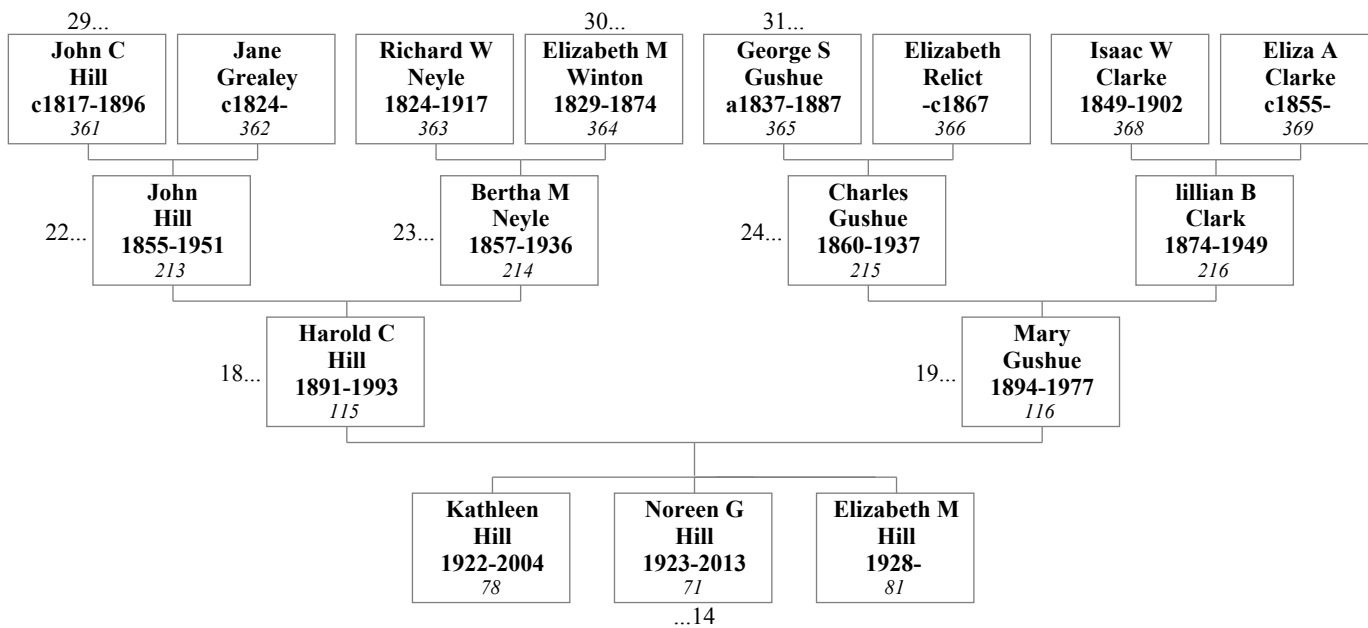 29...
30...
31...
John C
Hill
c1817-1896
361
Jane
Grealey
c1824-
362
Richard W
Neyle
1824-1917
363
Elizabeth M
Winton
1829-1874
364
George S
Gushue
a1837-1887
365
Elizabeth
Relict
-c1867
366
Isaac W
Clarke
1849-1902
368
Eliza A
Clarke
c1855-
369
22...
John
Hill
1855-1951
213
23...
Bertha M
Neyle
1857-1936
214
24...
Charles
Gushue
1860-1937
215
lillian B
Clark
1874-1949
216
18...
Harold C
Hill
1891-1993
115
19...
Mary
Gushue
1894-1977
116
Kathleen
Hill
1922-2004
78
Noreen G
Hill
1923-2013
71
Elizabeth M
Hill
1928-
81
...14